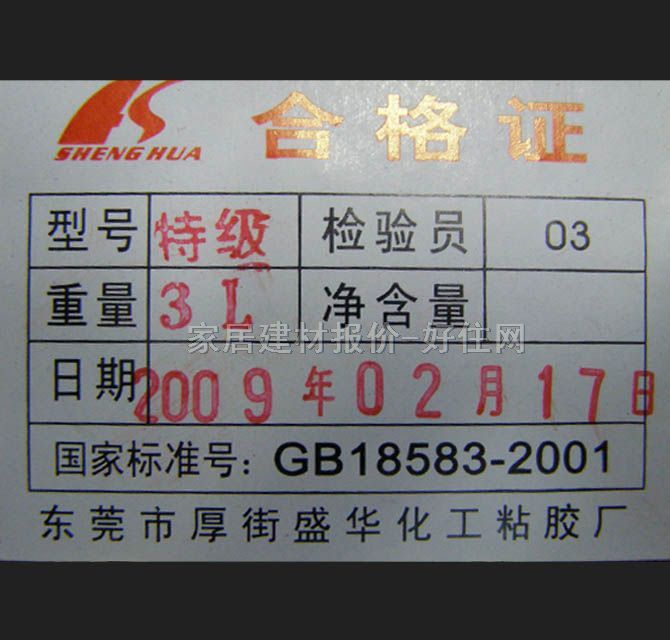 SHENG HUA
合格证
型号 特级 检验员 03
重量 3L 净含量
家居建材报价-好住网
日期 2009年02月17日
国家标准号：GB18583-2001
东莞市厚街盛华化工粘胶厂